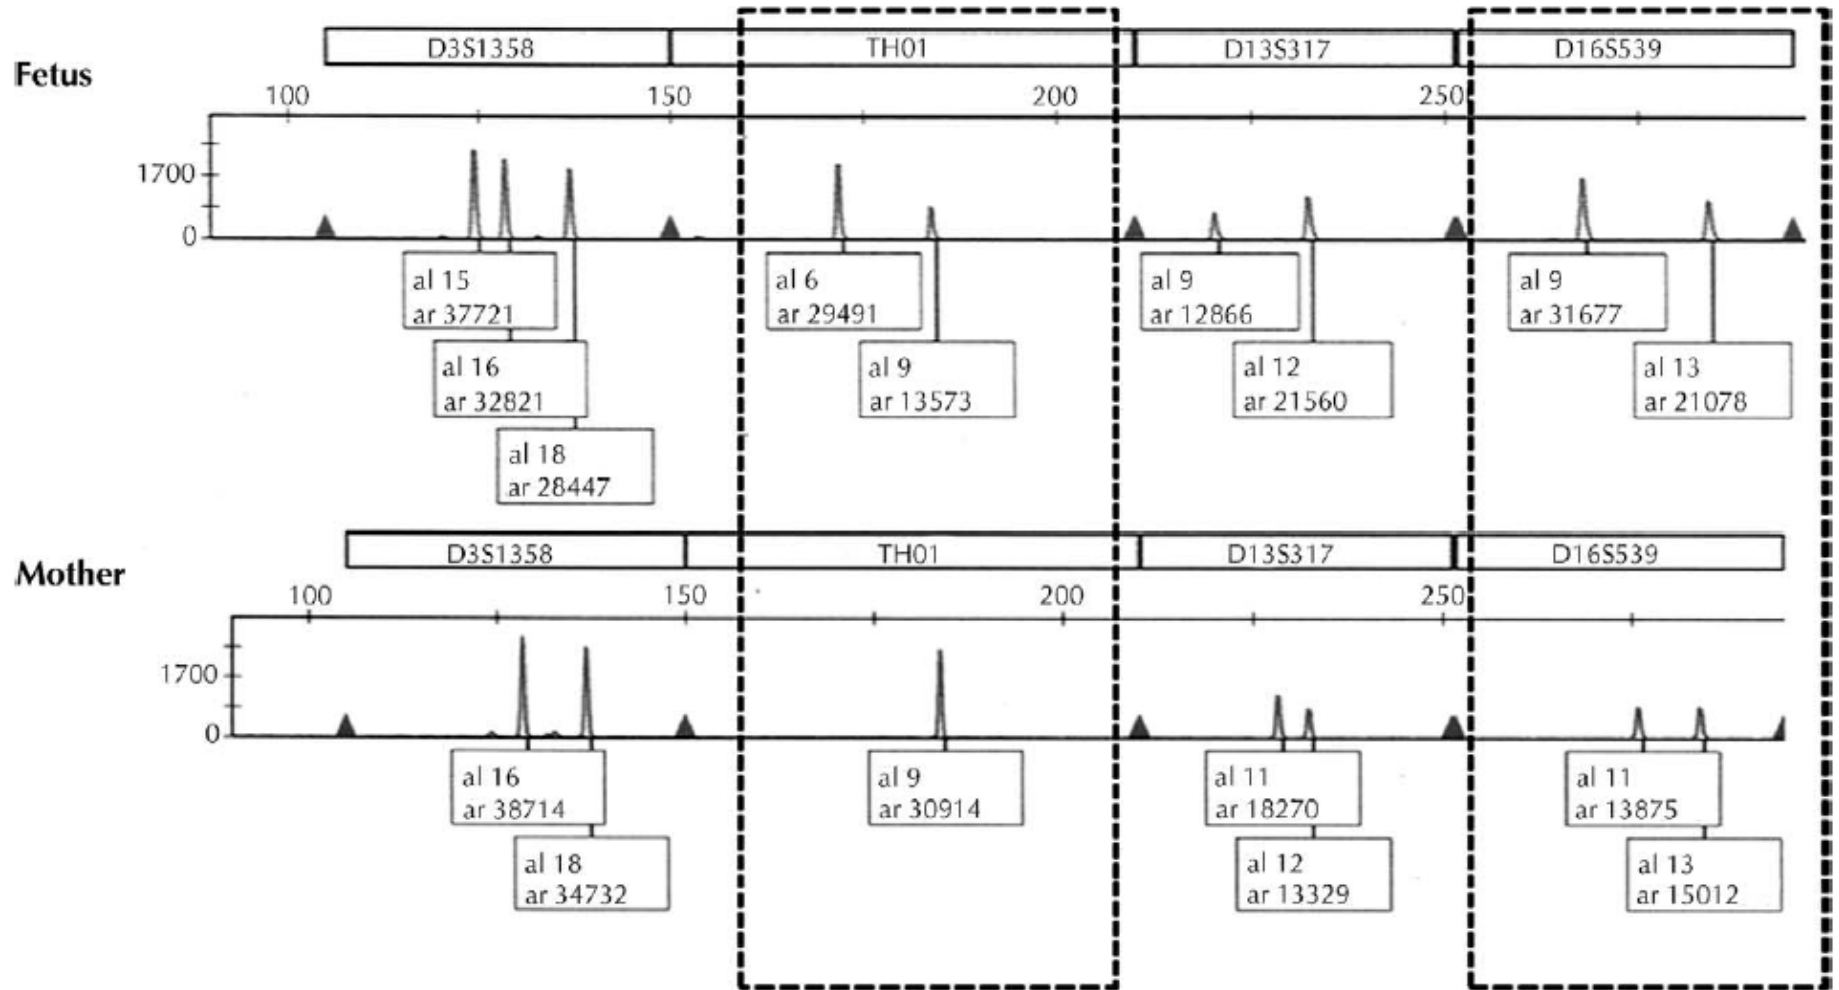 D3S1358 TH01 D13S317 D16S539
Fetus
100 150 200 250
1700
0
al 15
ar 37721
al 16
ar 32821
al 18
ar 28447
al 6
ar 29491
al 9
ar 13573
al 9
ar 12866
al 12
ar 21560
al 9
ar 31677
al 13
ar 21078
D3S1358 TH01 D13S317 D16S539
Mother
100 150 200 250
1700
0
al 16
ar 38714
al 18
ar 34732
al 9
ar 30914
al 11
ar 18270
al 12
ar 13329
al 11
ar 13875
al 13
ar 15012